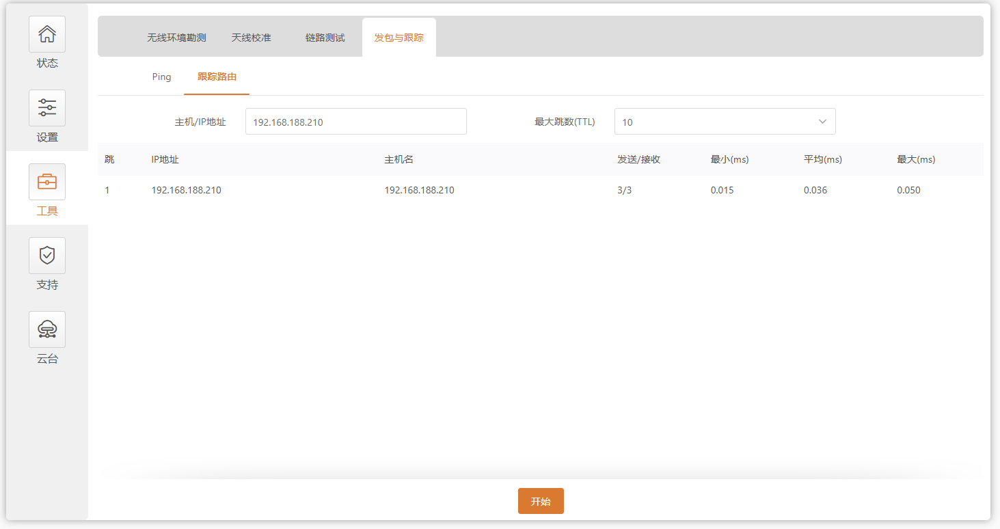 状态
设置
工具
支持
云台
无线环境勘测 天线校准 链路测试 发包与跟踪
Ping 跟踪路由
主机/IP地址 192.168.188.210 最大跳数(TTL) 10
跳 IP地址 主机名 发送/接收 最小(ms) 平均(ms) 最大(ms)
1 192.168.188.210 192.168.188.210 3/3 0.015 0.036 0.050
开始